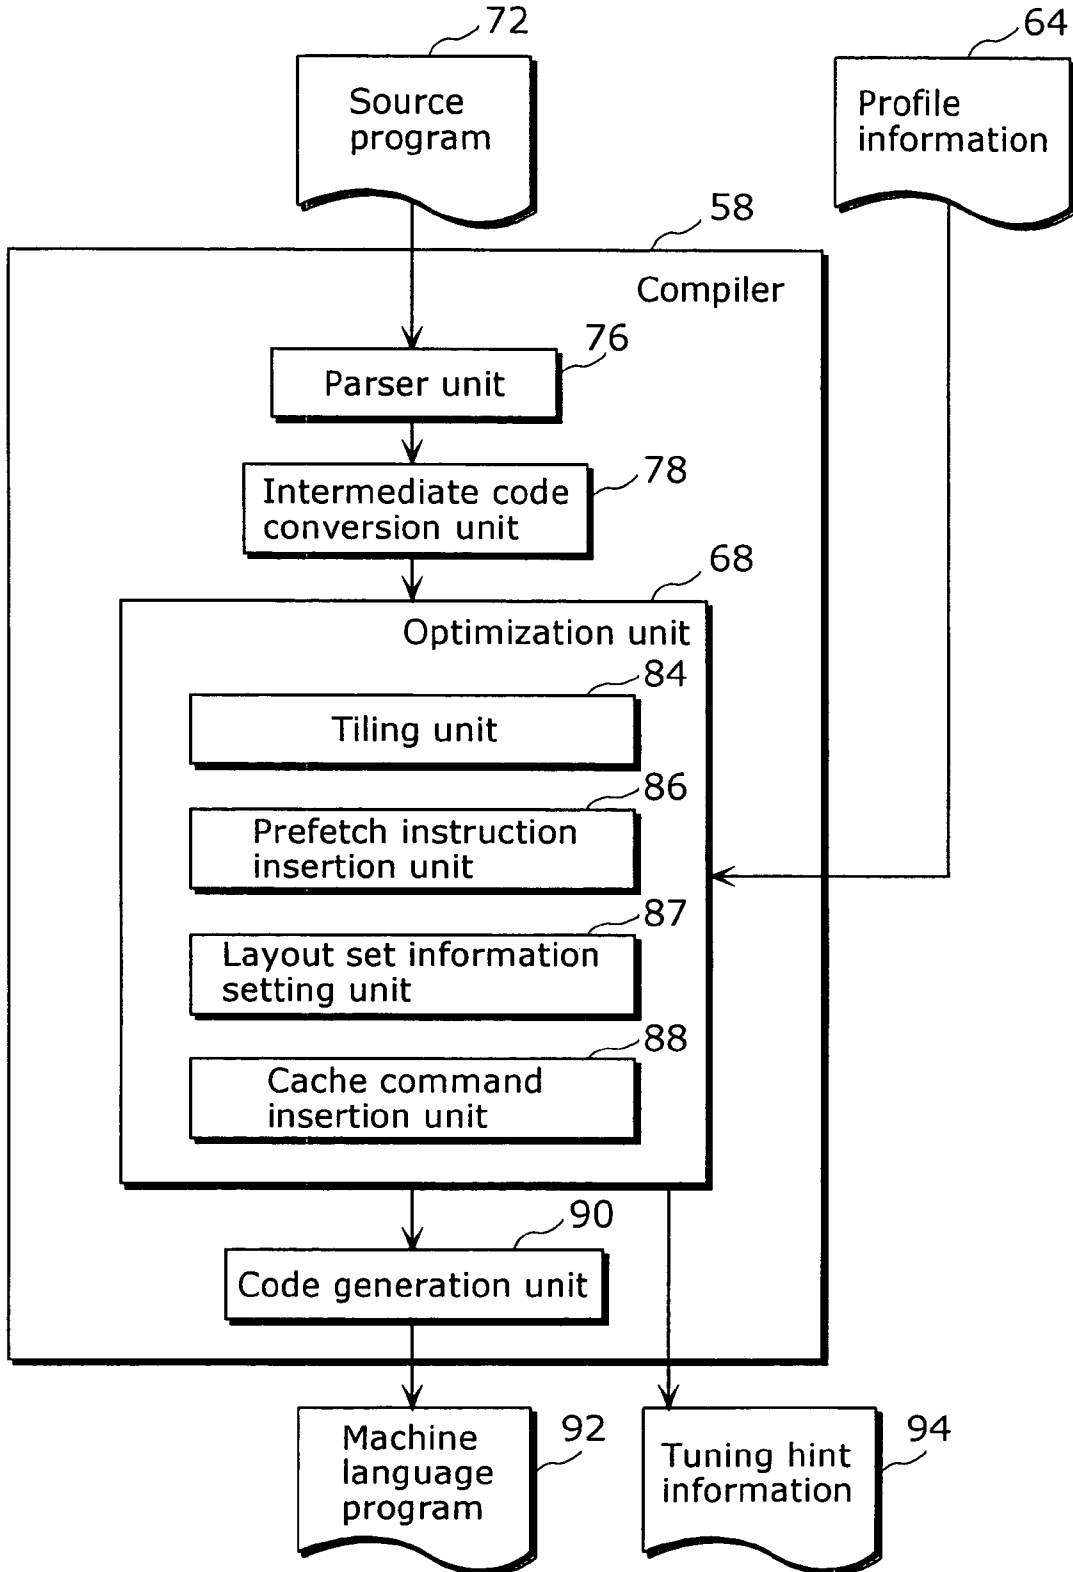 72
64
Source
program
Profile
information
58
Compiler
76
Parser unit
78
Intermediate code
conversion unit
68
Optimization unit
84
Tiling unit
86
Prefetch instruction
insertion unit
87
Layout set information
setting unit
88
Cache command
insertion unit
90
Code generation unit
Machine
language
program
92
Tuning hint
information
94